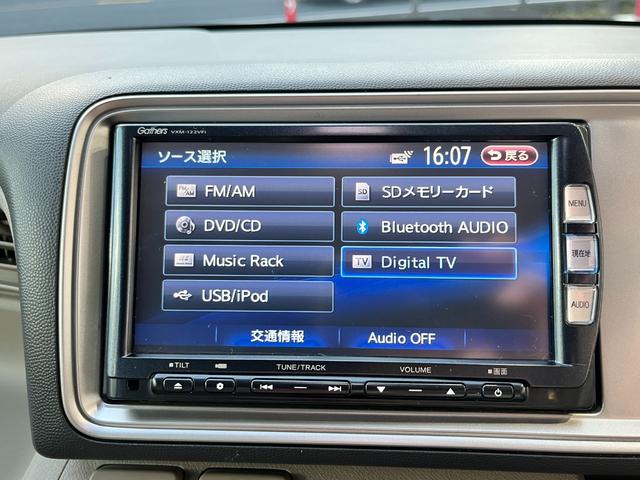 Gathers VXM-122VFi
ソース選択 16:07 戻る
FM/AM
SDメモリーカード
SD
DVD/CD
Bluetooth AUDIO
Music Rack
TV Digital TV
USB/iPod
交通情報 Audio OFF
MENU
現在地
AUDIO
TILT TUNE/TRACK VOLUME 画面